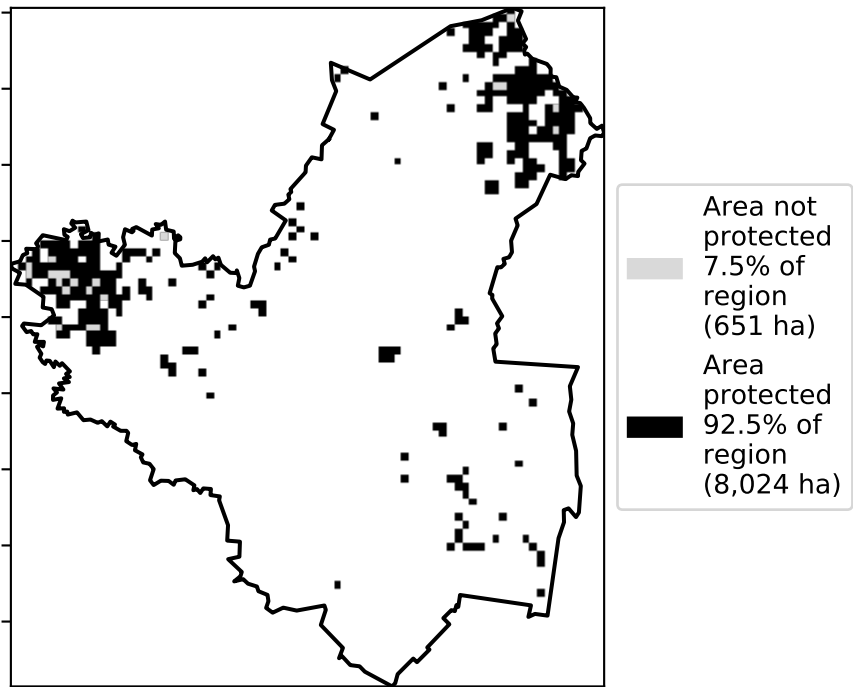 Area not
protected
7.5% of
region
(651 ha)
Area
protected
92.5% of
region
(8,024 ha)